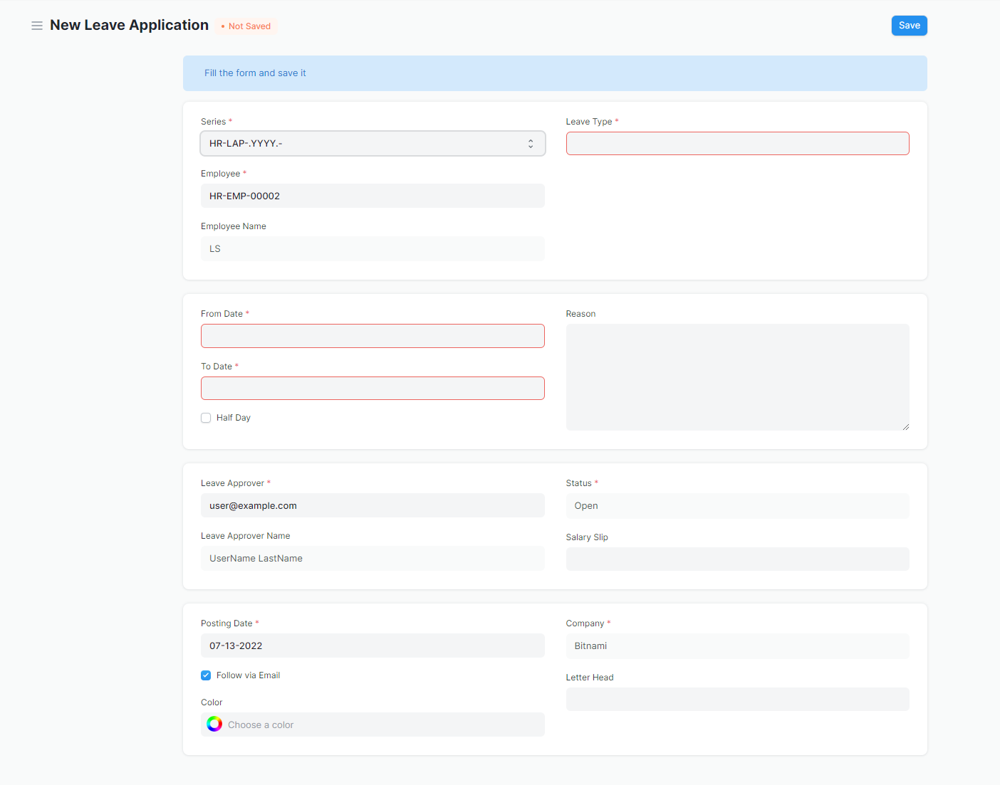 New Leave Application
• Not Saved
Save
Fill the form and save it
Series *
HR-LAP-.YYYY.-
Leave Type *
Employee *
HR-EMP-00002
Employee Name
LS
From Date *
Reason
To Date *
Half Day
Leave Approver *
user@example.com
Status *
Open
Leave Approver Name
UserName LastName
Salary Slip
Posting Date *
07-13-2022
Company *
Bitnami
Follow via Email
Letter Head
Color
Choose a color